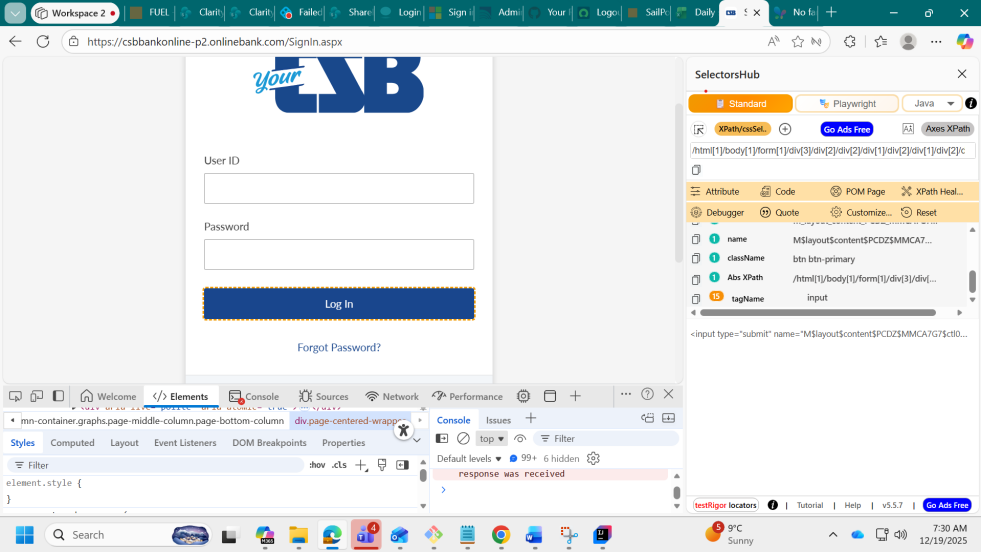 Workspace 2
FUEL
Clarity
Clarity
Failed
Share
Login
Sign i
Admi
Your l
Logo
SailPo
Daily
S
No fa
https://csbbankonline-p2.onlinebank.com/SignIn.aspx
Your CSB
User ID
Password
Log In
Forgot Password?
SelectorsHub
Standard
Playwright
Java
XPath/cssSel..
Go Ads Free
Axes XPath
/html[1]/body[1]/form[1]/div[3]/div[2]/div[2]/div[1]/div[2]/div[1]/div[2]/c
Attribute
Code
POM Page
XPath Heal...
Debugger
Quote
Customize...
Reset
1 name M$layout$content$PCDZ$MMCA7...
1 className btn btn-primary
1 Abs XPath /html[1]/body[1]/form[1]/div[3]/div[...
15 tagName input
<input type="submit" name="M$layout$content$PCDZ$MMCA7G7$ctl0...
Welcome
Elements
Console
Sources
Network
Performance
mn-container.graphs.page-middle-column.page-bottom-column
div.page-centered-wrapper
Styles
Computed
Layout
Event Listeners
DOM Breakpoints
Properties
Filter
:hov .cls
element.style {
}
Console
Issues
top
Filter
Default levels
99+
6 hidden
response was received
testRigor locators
Tutorial
Help
v5.5.7
Go Ads Free
Search
4
5
9°C
Sunny
7:30 AM
12/19/2025